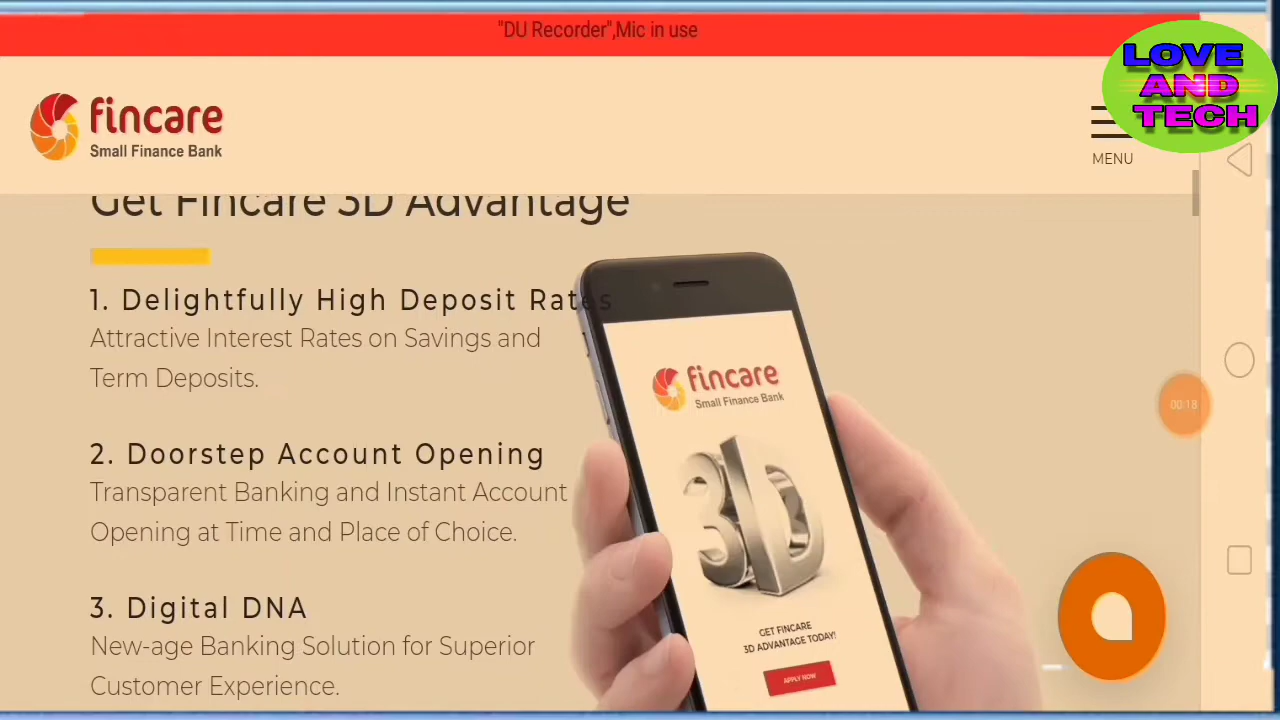 "DU Recorder",Mic in use
LOVE
AND
TECH
fincare
Small Finance Bank
MENU
Get Fincare 3D Advantage
1. Delightfully High Deposit Rates
Attractive Interest Rates on Savings and
Term Deposits.
2. Doorstep Account Opening
Transparent Banking and Instant Account
Opening at Time and Place of Choice.
3. Digital DNA
New-age Banking Solution for Superior
Customer Experience.
fincare
Small Finance Bank
3D
GET FINCARE
3D ADVANTAGE TODAY!
APPLY NOW
00:18